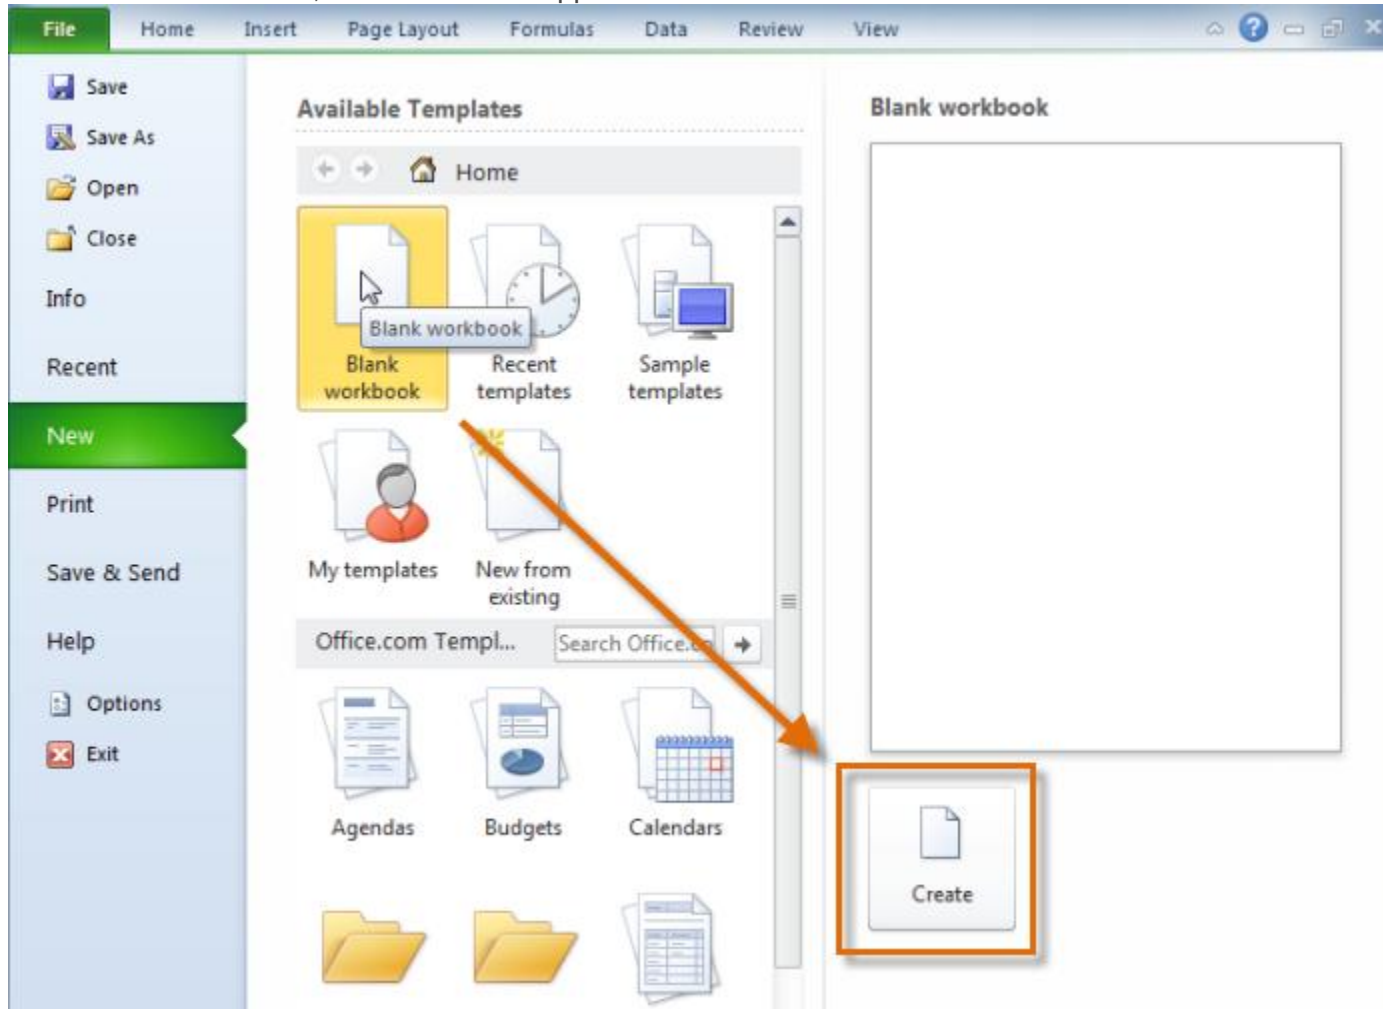 File Home Insert Page Layout Formulas Data Review View
Save
Save As
Open
Close
Info
Recent
New
Print
Save & Send
Help
Options
Exit
Available Templates
Home
Blank workbook
Blank
workbook
Recent
templates
Sample
templates
My templates
New from
existing
Office.com Templ...
Search Office.co
Agendas
Budgets
Calendars
Blank workbook
Create